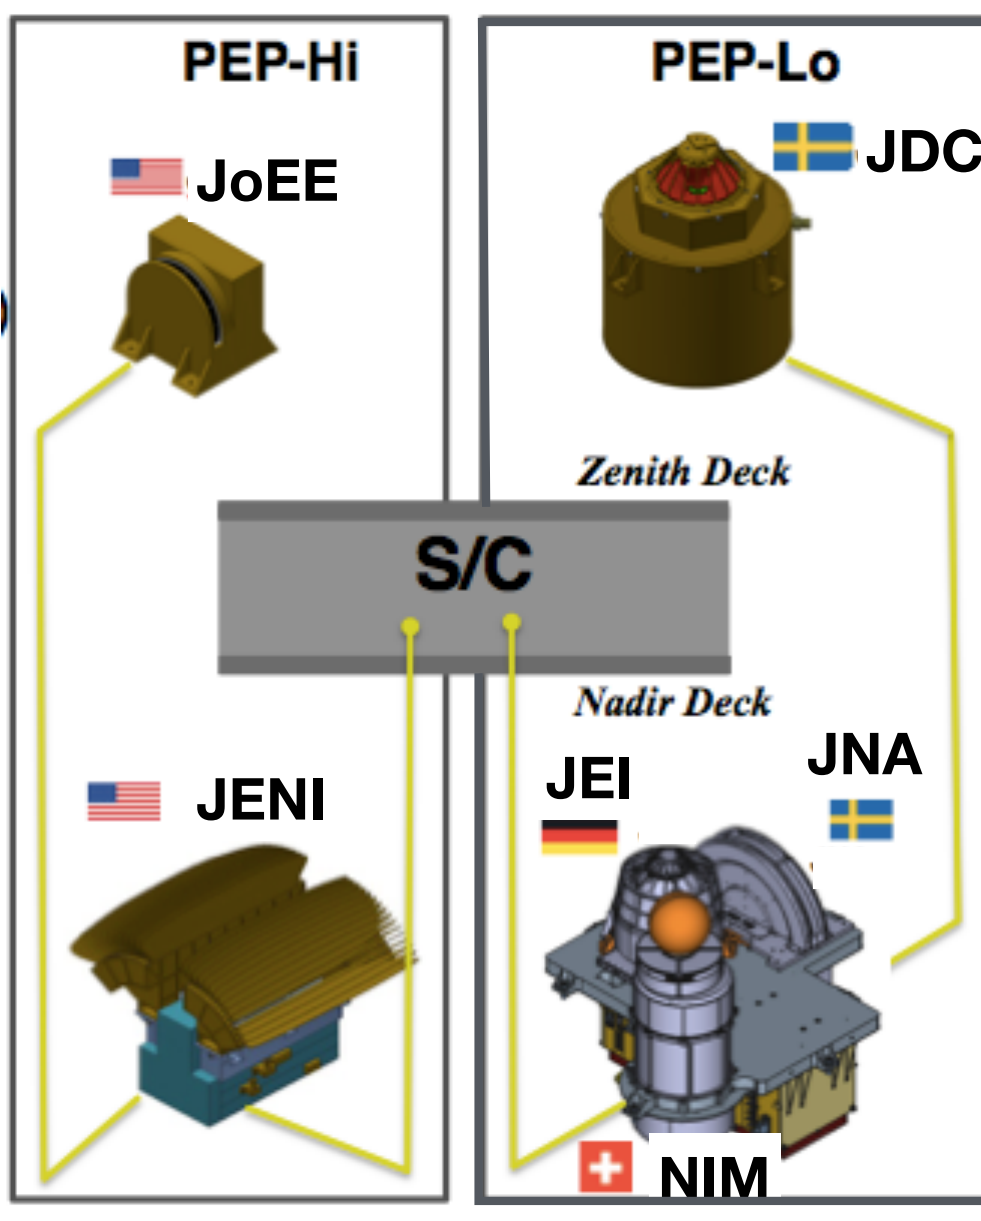 PEP-Hi
PEP-Lo
JoEE
JDC
Zenith Deck
S/C
Nadir Deck
JENI
JEI
JNA
NIM